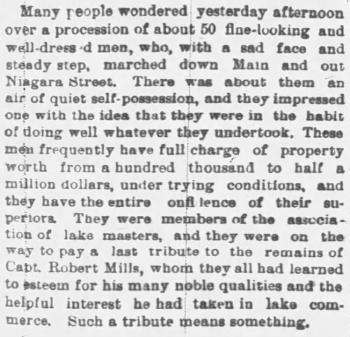 Many people wondered yesterday afternoon
over a procession of about 50 fine-looking and
well-dress d men, who, with a sad face and
steady step, marched down Main and out
Niagara Street. There was about them an
air of quiet self-possession, and they impressed
one with the idea that they were in the habit
of doing well whatever they undertook. These
men frequently have full charge of property
worth from a hundred thousand to half a
million dollars, under trying conditions, and
they have the entire confi lence of their su-
periors. They were members of the associa-
tion of lake masters, and they were on the
way to pay a last tribute to the remains of
Capt. Robert Mills, whom they all had learned
to esteem for his many noble qualities and the
helpful interest he had taken in lake com-
merce. Such a tribute means something.